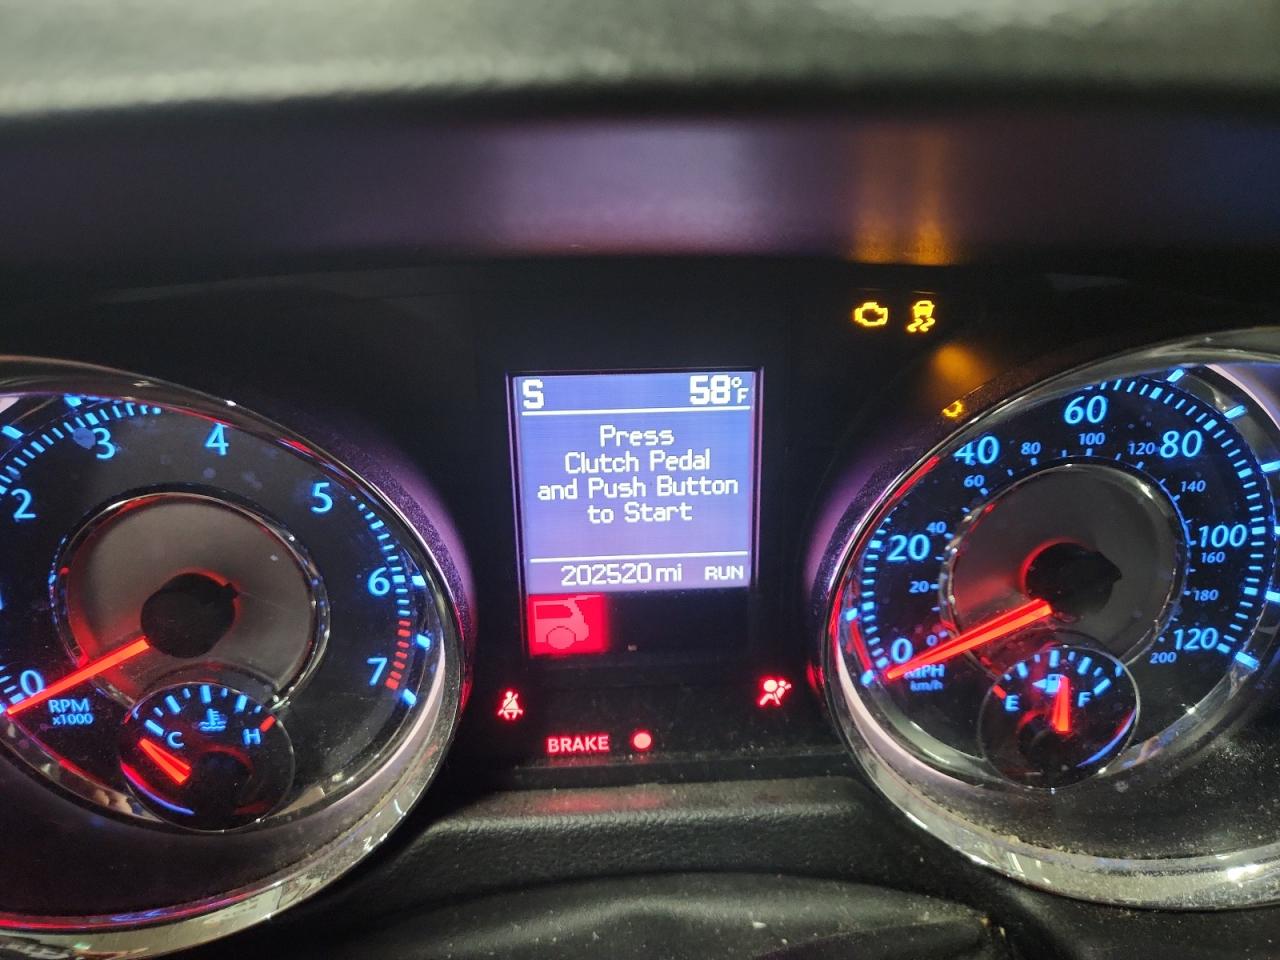 S 58°F
Press
Clutch Pedal
and Push Button
to Start
202520 mi RUN
BRAKE
0 2 3 4 5 6 7
RPM
x1000
C H
0 20 40 60 80 100 120
0 20 40 60 80 100 120 140 160 180 200
MPH
km/h
E F